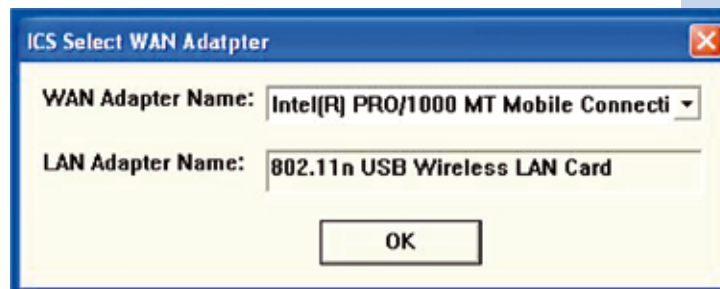 ICS Select WAN Adatpter
WAN Adapter Name: Intel(R) PRO/1000 MT Mobile Connecti
LAN Adapter Name: 802.11n USB Wireless LAN Card
OK